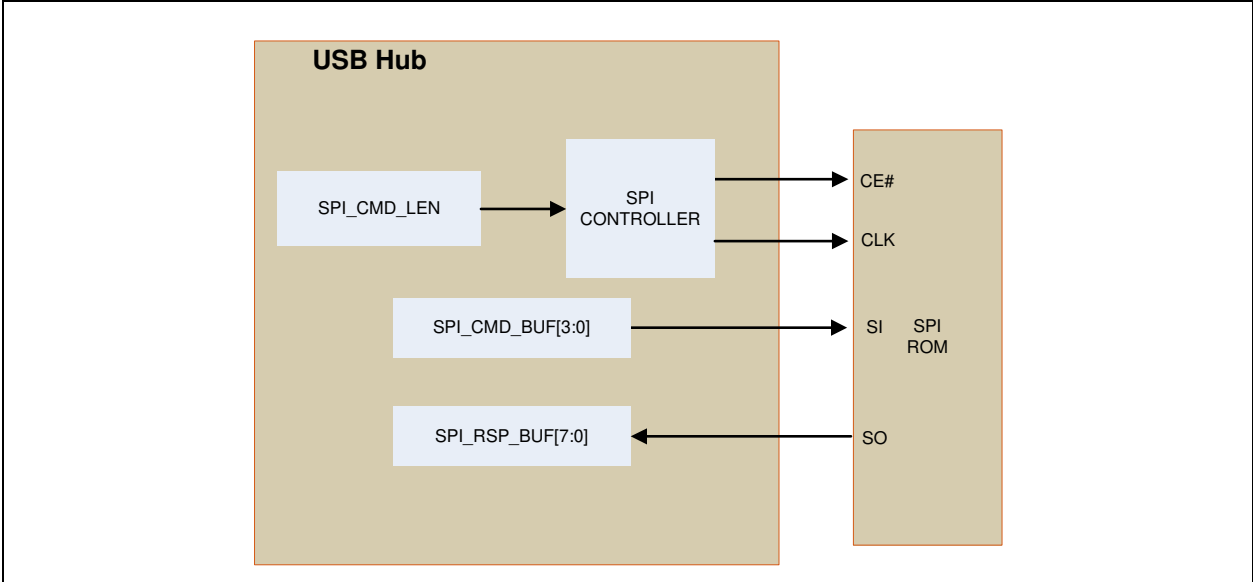 USB Hub
SPI_CMD_LEN
SPI
CONTROLLER
CE#
CLK
SPI_CMD_BUF[3:0]
SI
SPI
ROM
SPI_RSP_BUF[7:0]
SO